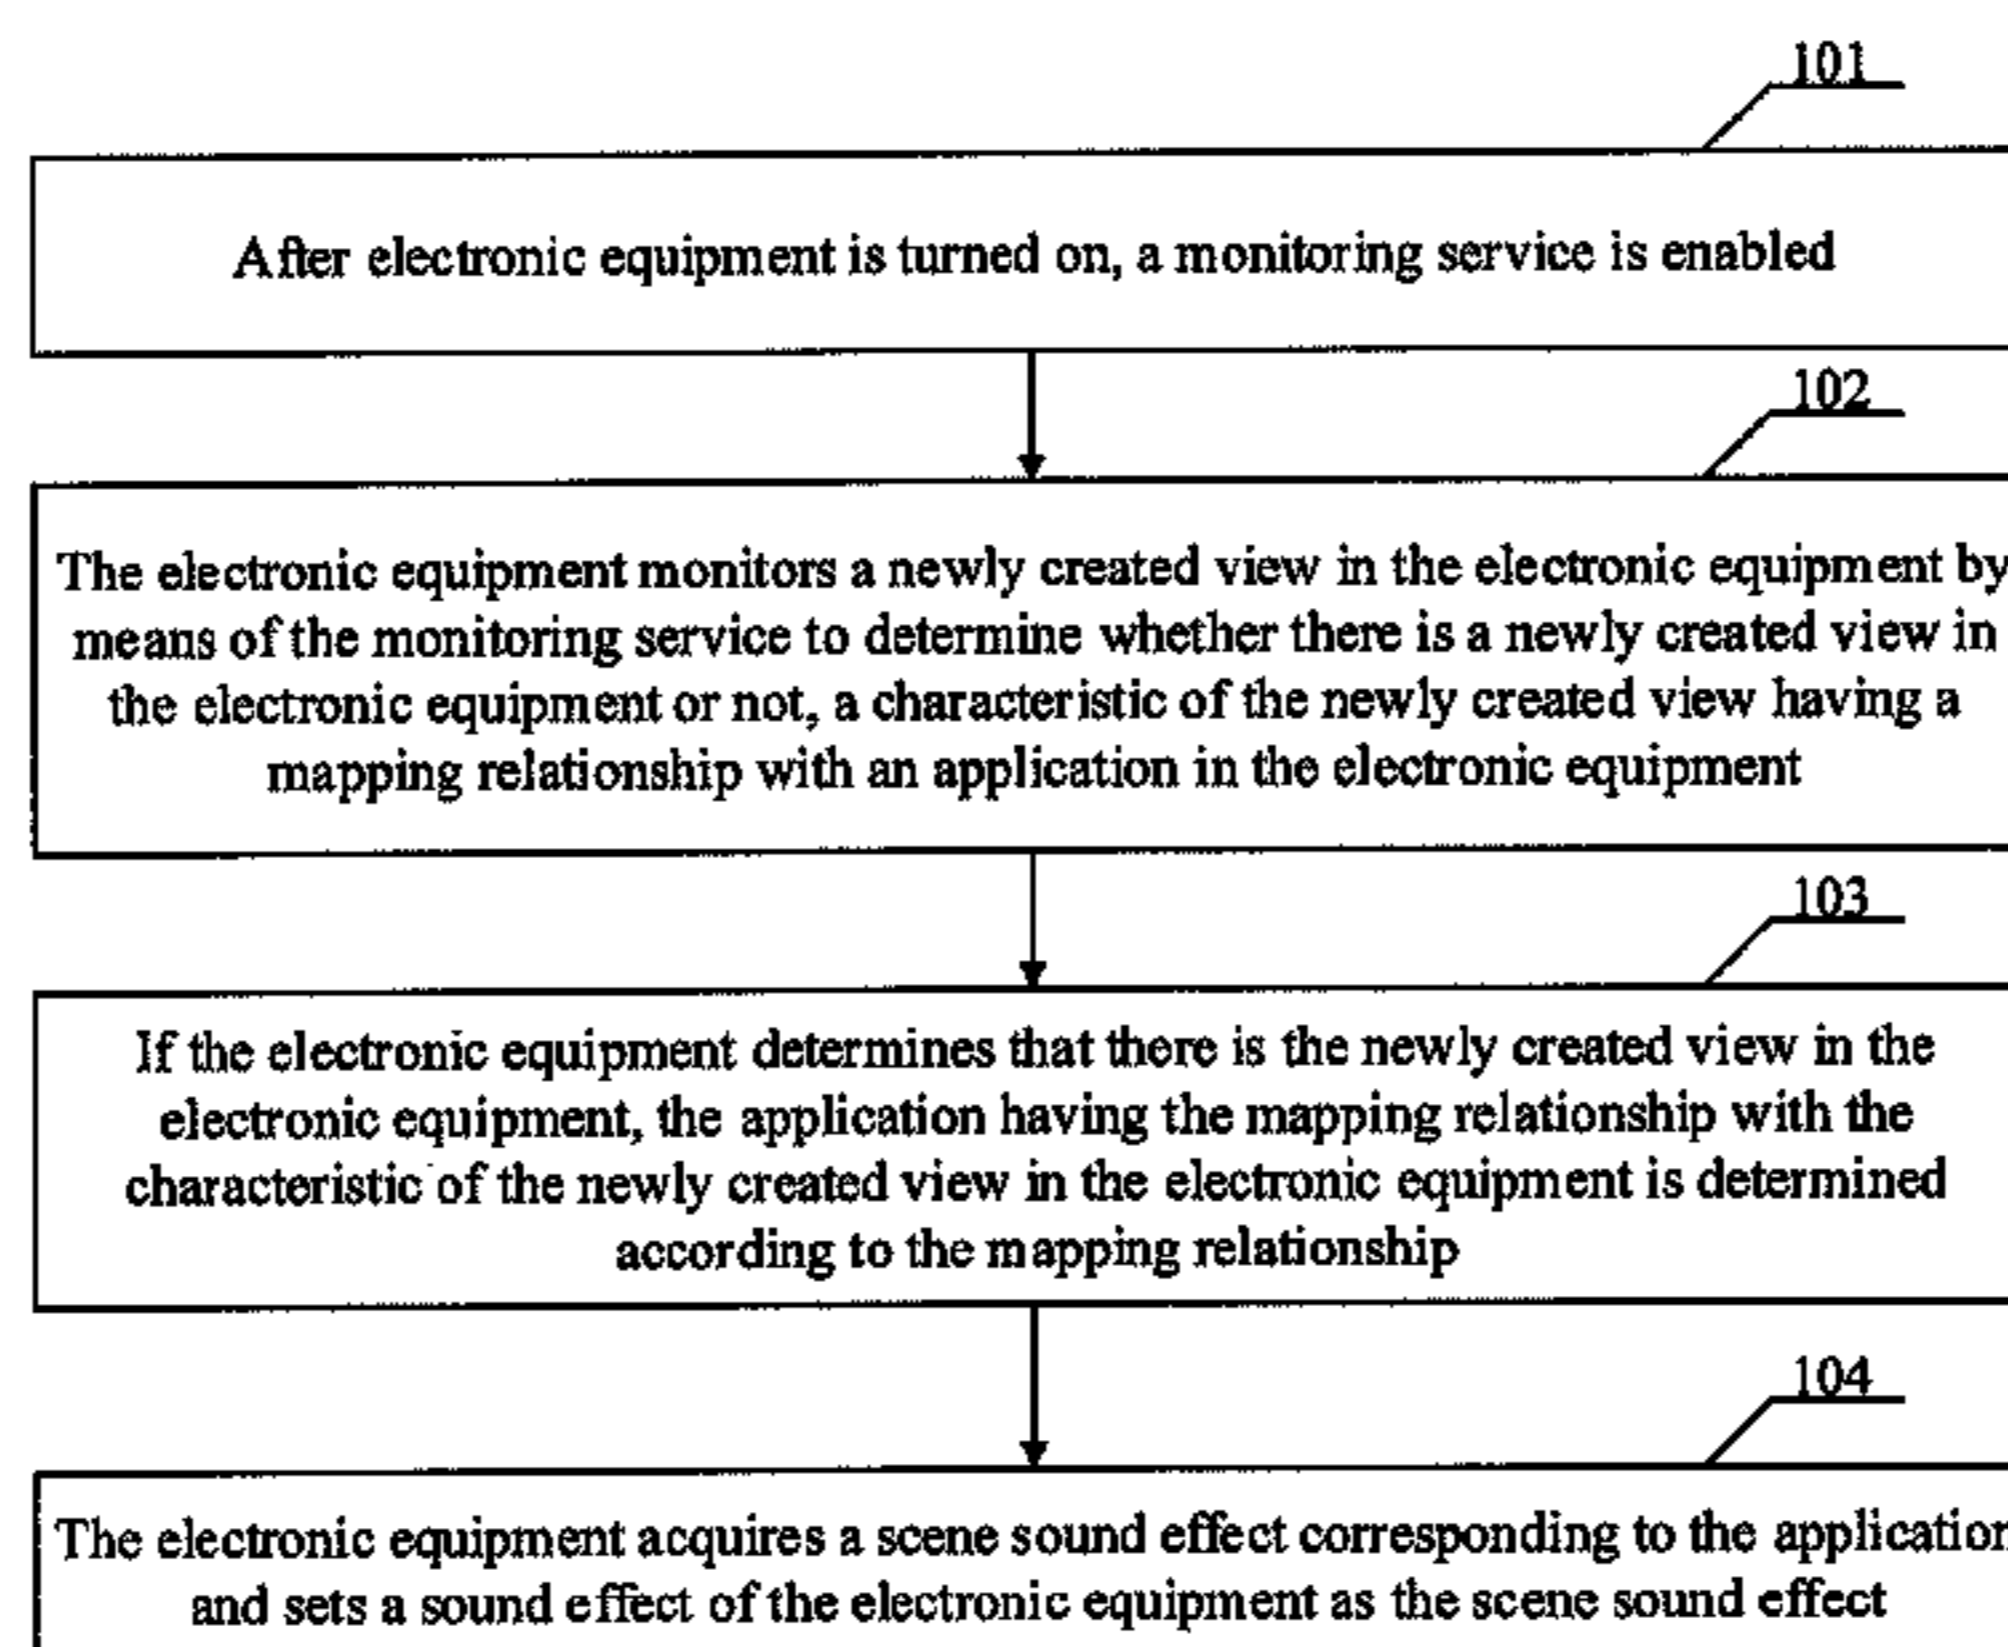 101
After electronic equipment is turned on, a monitoring service is enabled
102
The electronic equipment monitors a newly created view in the electronic equipment by
means of the monitoring service to determine whether there is a newly created view in
the electronic equipment or not, a characteristic of the newly created view having a
mapping relationship with an application in the electronic equipment
103
If the electronic equipment determines that there is the newly created view in the
electronic equipment, the application having the mapping relationship with the
characteristic of the newly created view in the electronic equipment is determined
according to the mapping relationship
104
The electronic equipment acquires a scene sound effect corresponding to the application
and sets a sound effect of the electronic equipment as the scene sound effect